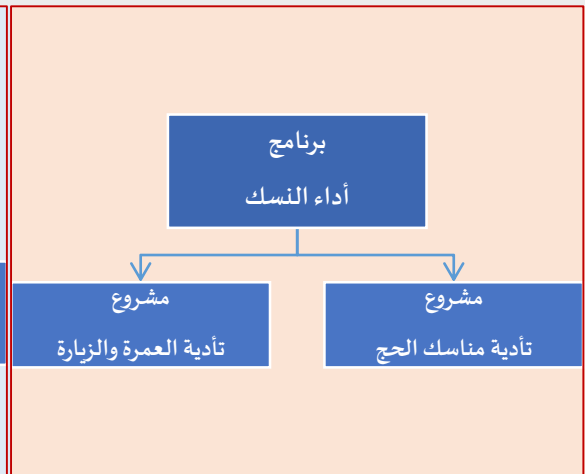 برنامج
أداء النسك
مشروع
تأدية مناسك الحج
مشروع
تأدية العمرة والزيارة